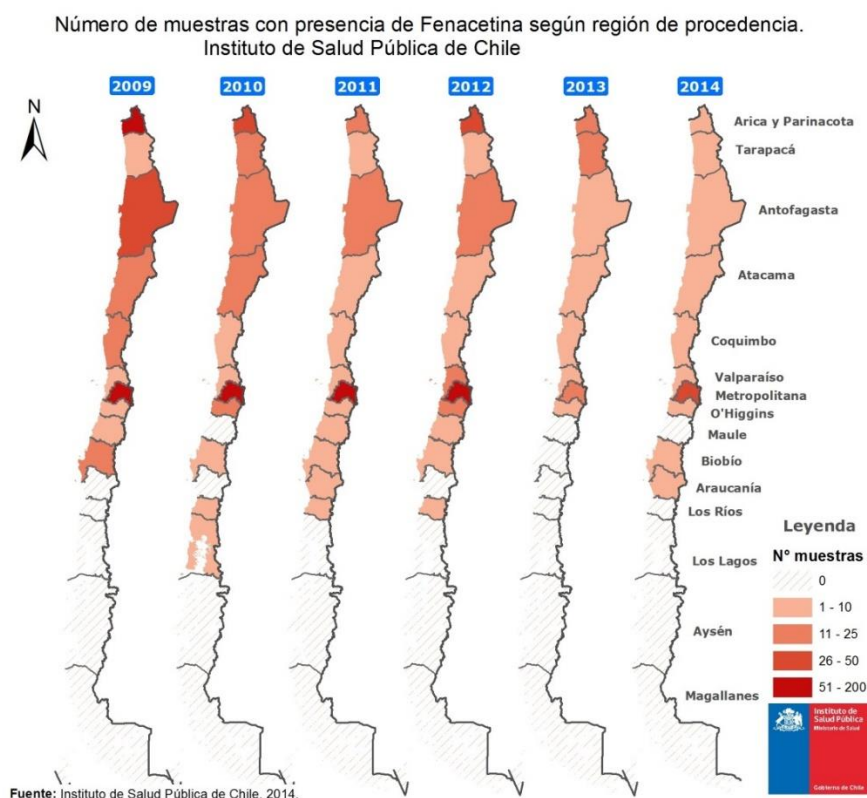 Número de muestras con presencia de Fenacetina según región de procedencia.
Instituto de Salud Pública de Chile
2009
2010
2011
2012
2013
2014
N
Arica y Parinacota
Tarapacá
Antofagasta
Atacama
Coquimbo
Valparaíso
Metropolitana
O'Higgins
Maule
Biobío
Araucanía
Los Ríos
Los Lagos
Aysén
Magallanes
Leyenda
N° muestras
0
1 - 10
11 - 25
26 - 50
51 - 200
Instituto de
Salud Pública
Ministerio de Salud
Gobierno de Chile
Fuente: Instituto de Salud Pública de Chile, 2014.